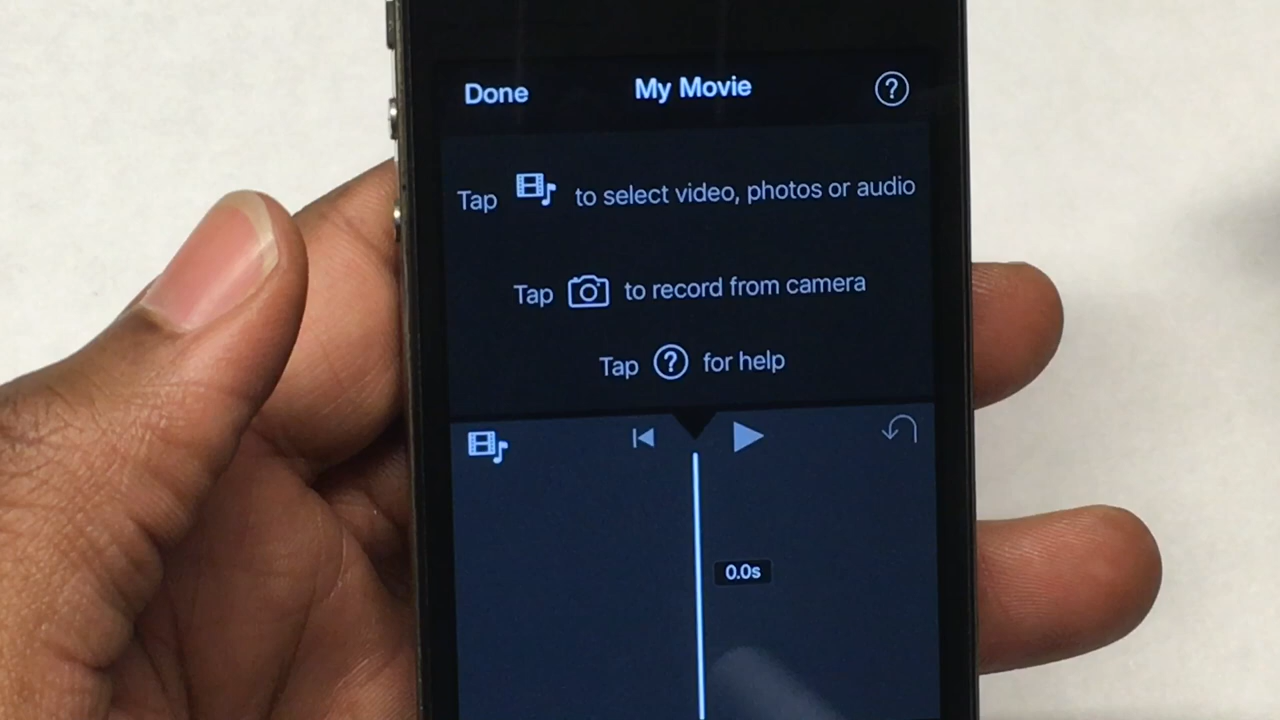 Done My Movie ?
Tap to select video, photos or audio
Tap to record from camera
Tap ? for help
0.0s